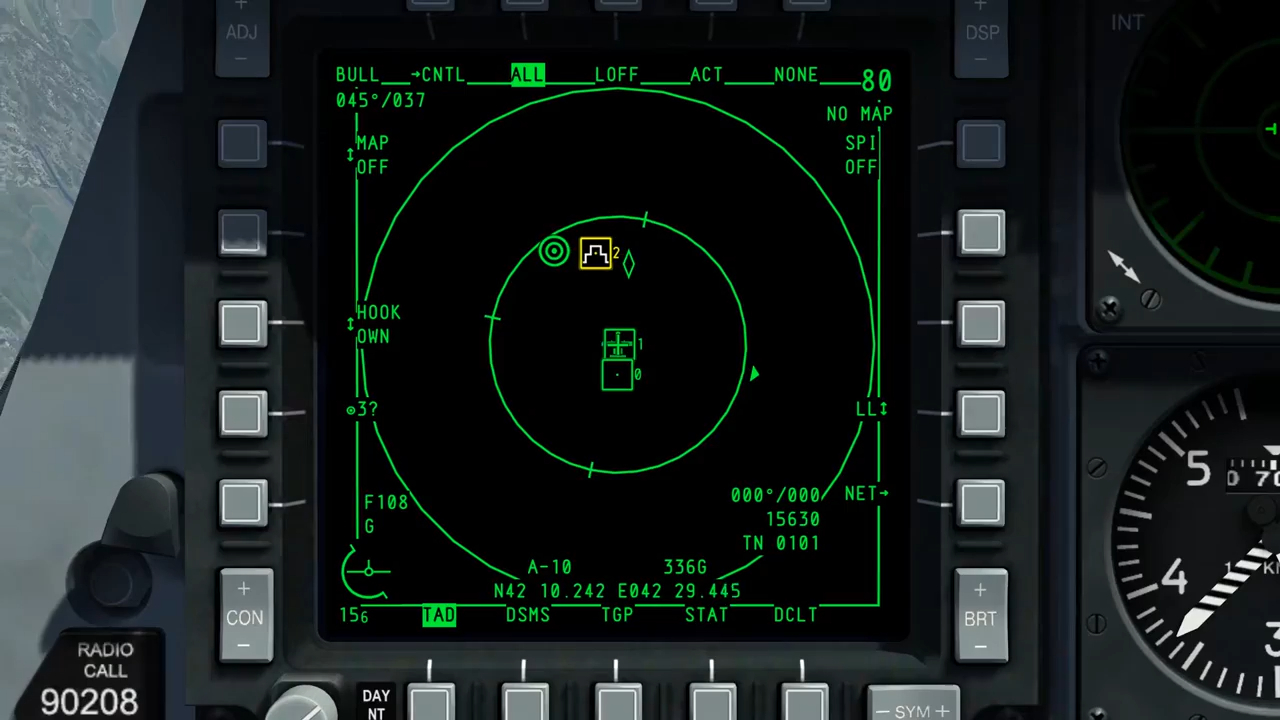 ADJ
DSP
INT
BULL →CNTL ALL LOFF ACT NONE 80
045°/037
NO MAP
MAP
OFF
SPI
OFF
2
1
0
HOOK
OWN
3?
LL
F108
G
000°/000
NET→
15630
TN 0101
A-10 336G
N42 10.242 E042 29.445
156 TAD DSMS TGP STAT DCLT
+ CON −
+ BRT −
5
4
3
RADIO
CALL
90208
DAY
NT
− SYM +